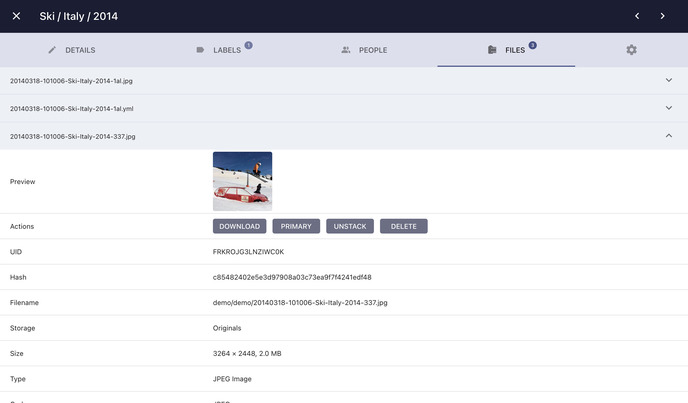 Ski / Italy / 2014
DETAILS
LABELS 1
PEOPLE
FILES 3
20140318-101006-Ski-Italy-2014-1al.jpg
20140318-101006-Ski-Italy-2014-1al.yml
20140318-101006-Ski-Italy-2014-337.jpg
Preview
Actions DOWNLOAD PRIMARY UNSTACK DELETE
UID FRKROJG3LNZIWC0K
Hash c85482402e5e3d97908a03c73ea9f7f4241edf48
Filename demo/demo/20140318-101006-Ski-Italy-2014-337.jpg
Storage Originals
Size 3264 × 2448, 2.0 MB
Type JPEG Image